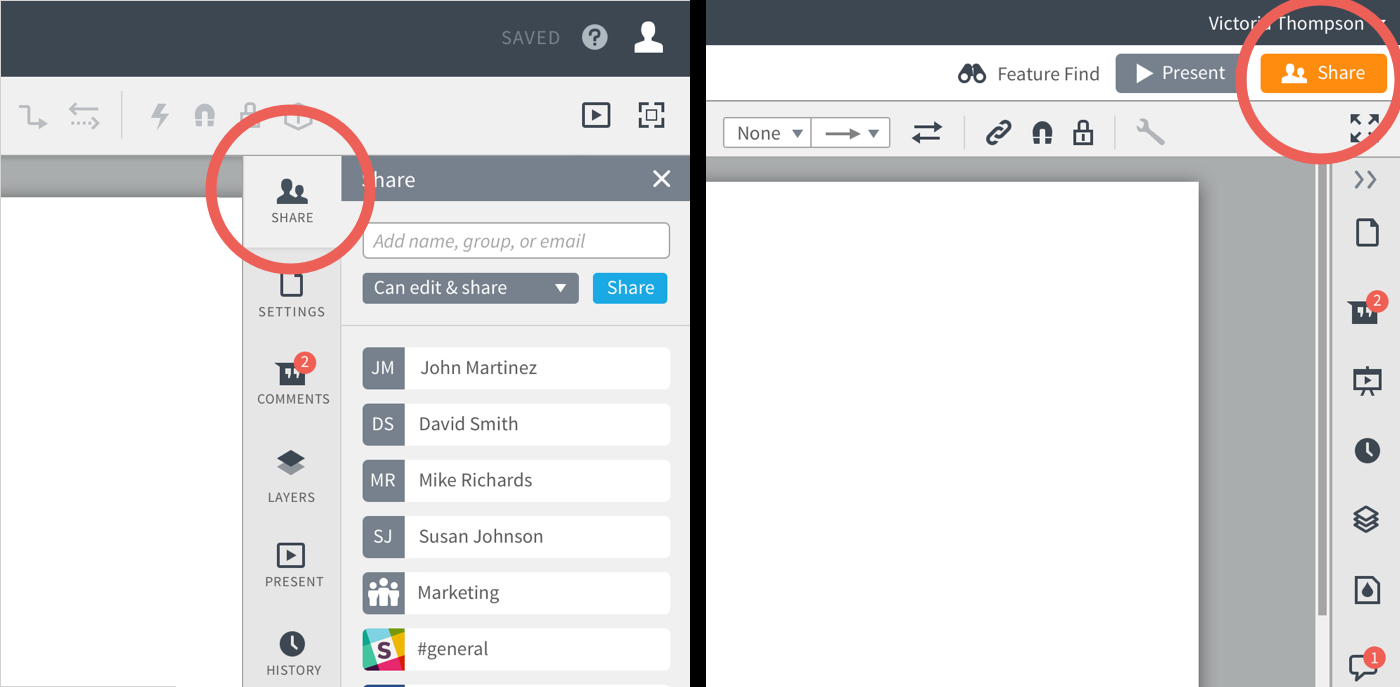 SAVED
?
Share
SHARE
Add name, group, or email
Can edit & share
Share
SETTINGS
2
COMMENTS
JM John Martinez
DS David Smith
MR Mike Richards
LAYERS
SJ Susan Johnson
PRESENT
Marketing
S #general
HISTORY
Victoria Thompson
Feature Find
Present
Share
None
2
1